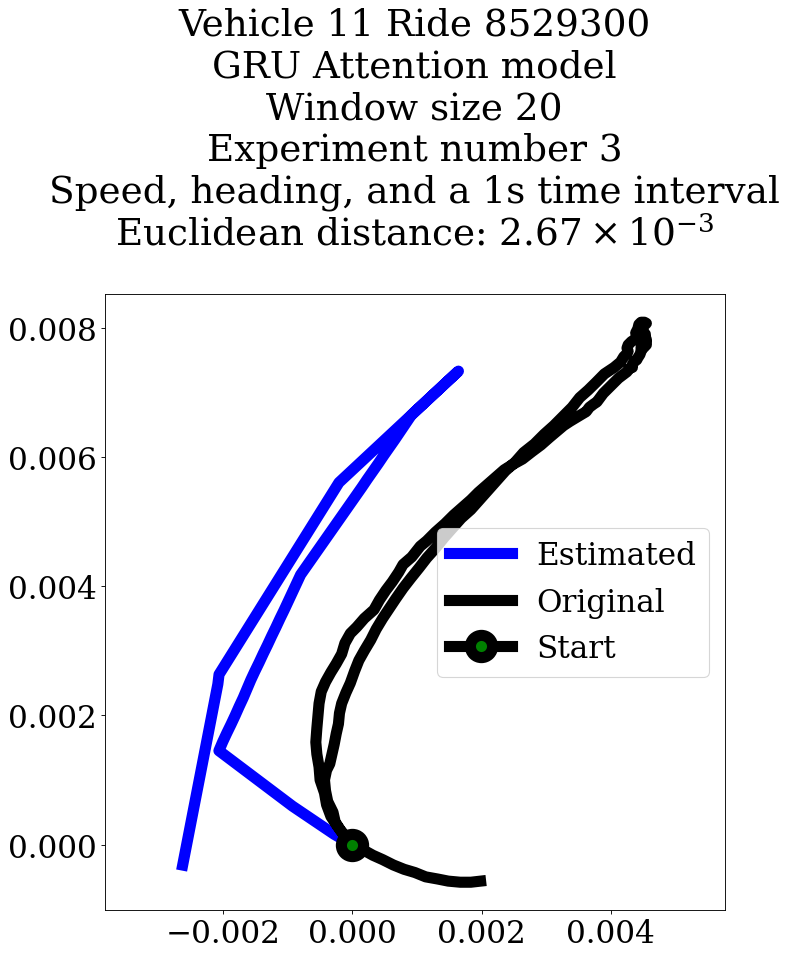 Vehicle 11 Ride 8529300
GRU Attention model
Window size 20
Experiment number 3
Speed, heading, and a 1s time interval
Euclidean distance: 2.67 × 10⁻³
0.008
0.006
0.004
0.002
0.000
Estimated
Original
Start
−0.002 0.000 0.002 0.004